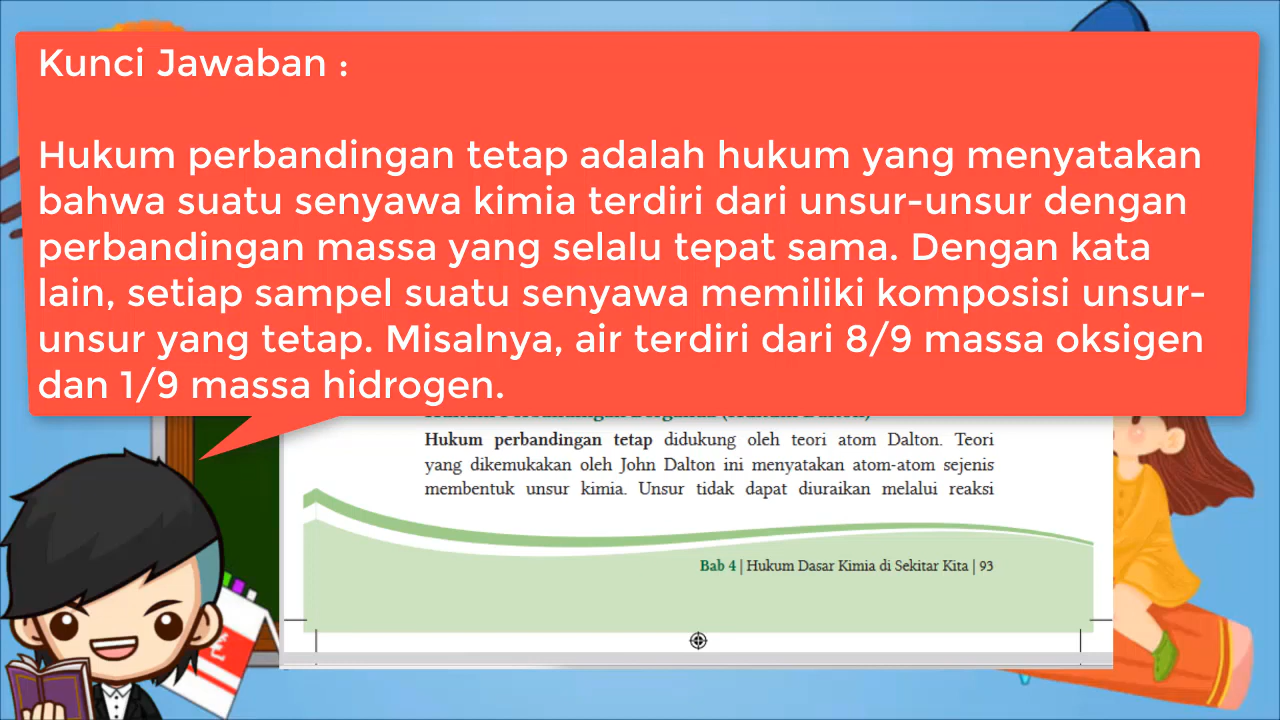 Kunci Jawaban :
Hukum perbandingan tetap adalah hukum yang menyatakan
bahwa suatu senyawa kimia terdiri dari unsur-unsur dengan
perbandingan massa yang selalu tepat sama. Dengan kata
lain, setiap sampel suatu senyawa memiliki komposisi unsur-
unsur yang tetap. Misalnya, air terdiri dari 8/9 massa oksigen
dan 1/9 massa hidrogen.
Hukum perbandingan tetap didukung oleh teori atom Dalton. Teori
yang dikemukakan oleh John Dalton ini menyatakan atom-atom sejenis
membentuk unsur kimia. Unsur tidak dapat diuraikan melalui reaksi
Bab 4 | Hukum Dasar Kimia di Sekitar Kita | 93